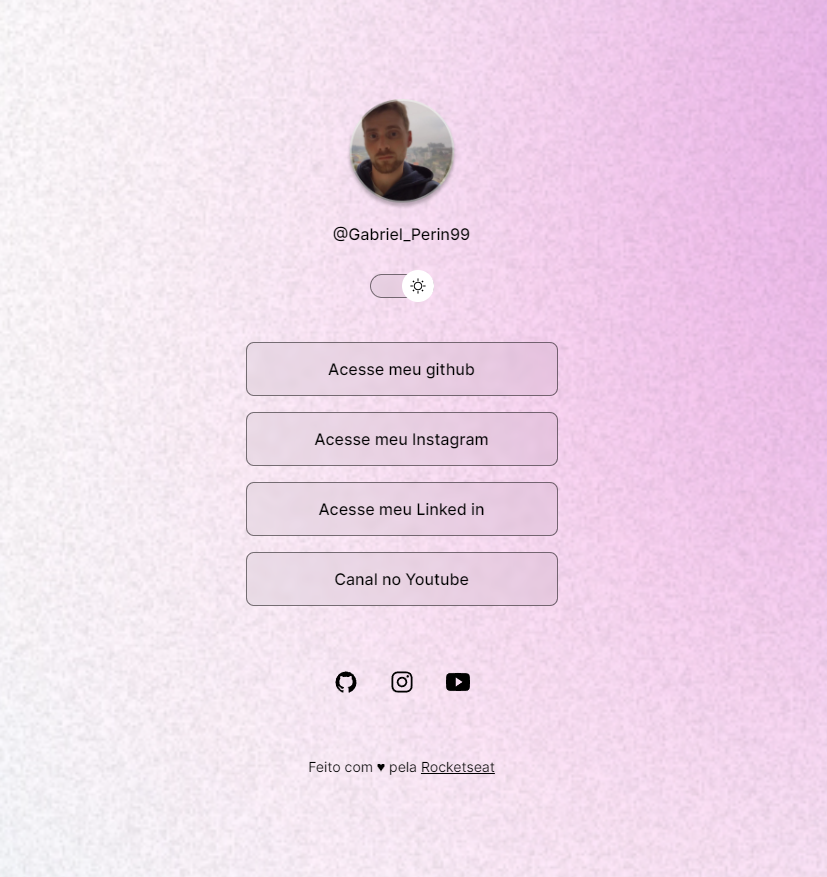 @Gabriel_Perin99
Acesse meu github
Acesse meu Instagram
Acesse meu Linked in
Canal no Youtube
Feito com ♥ pela Rocketseat